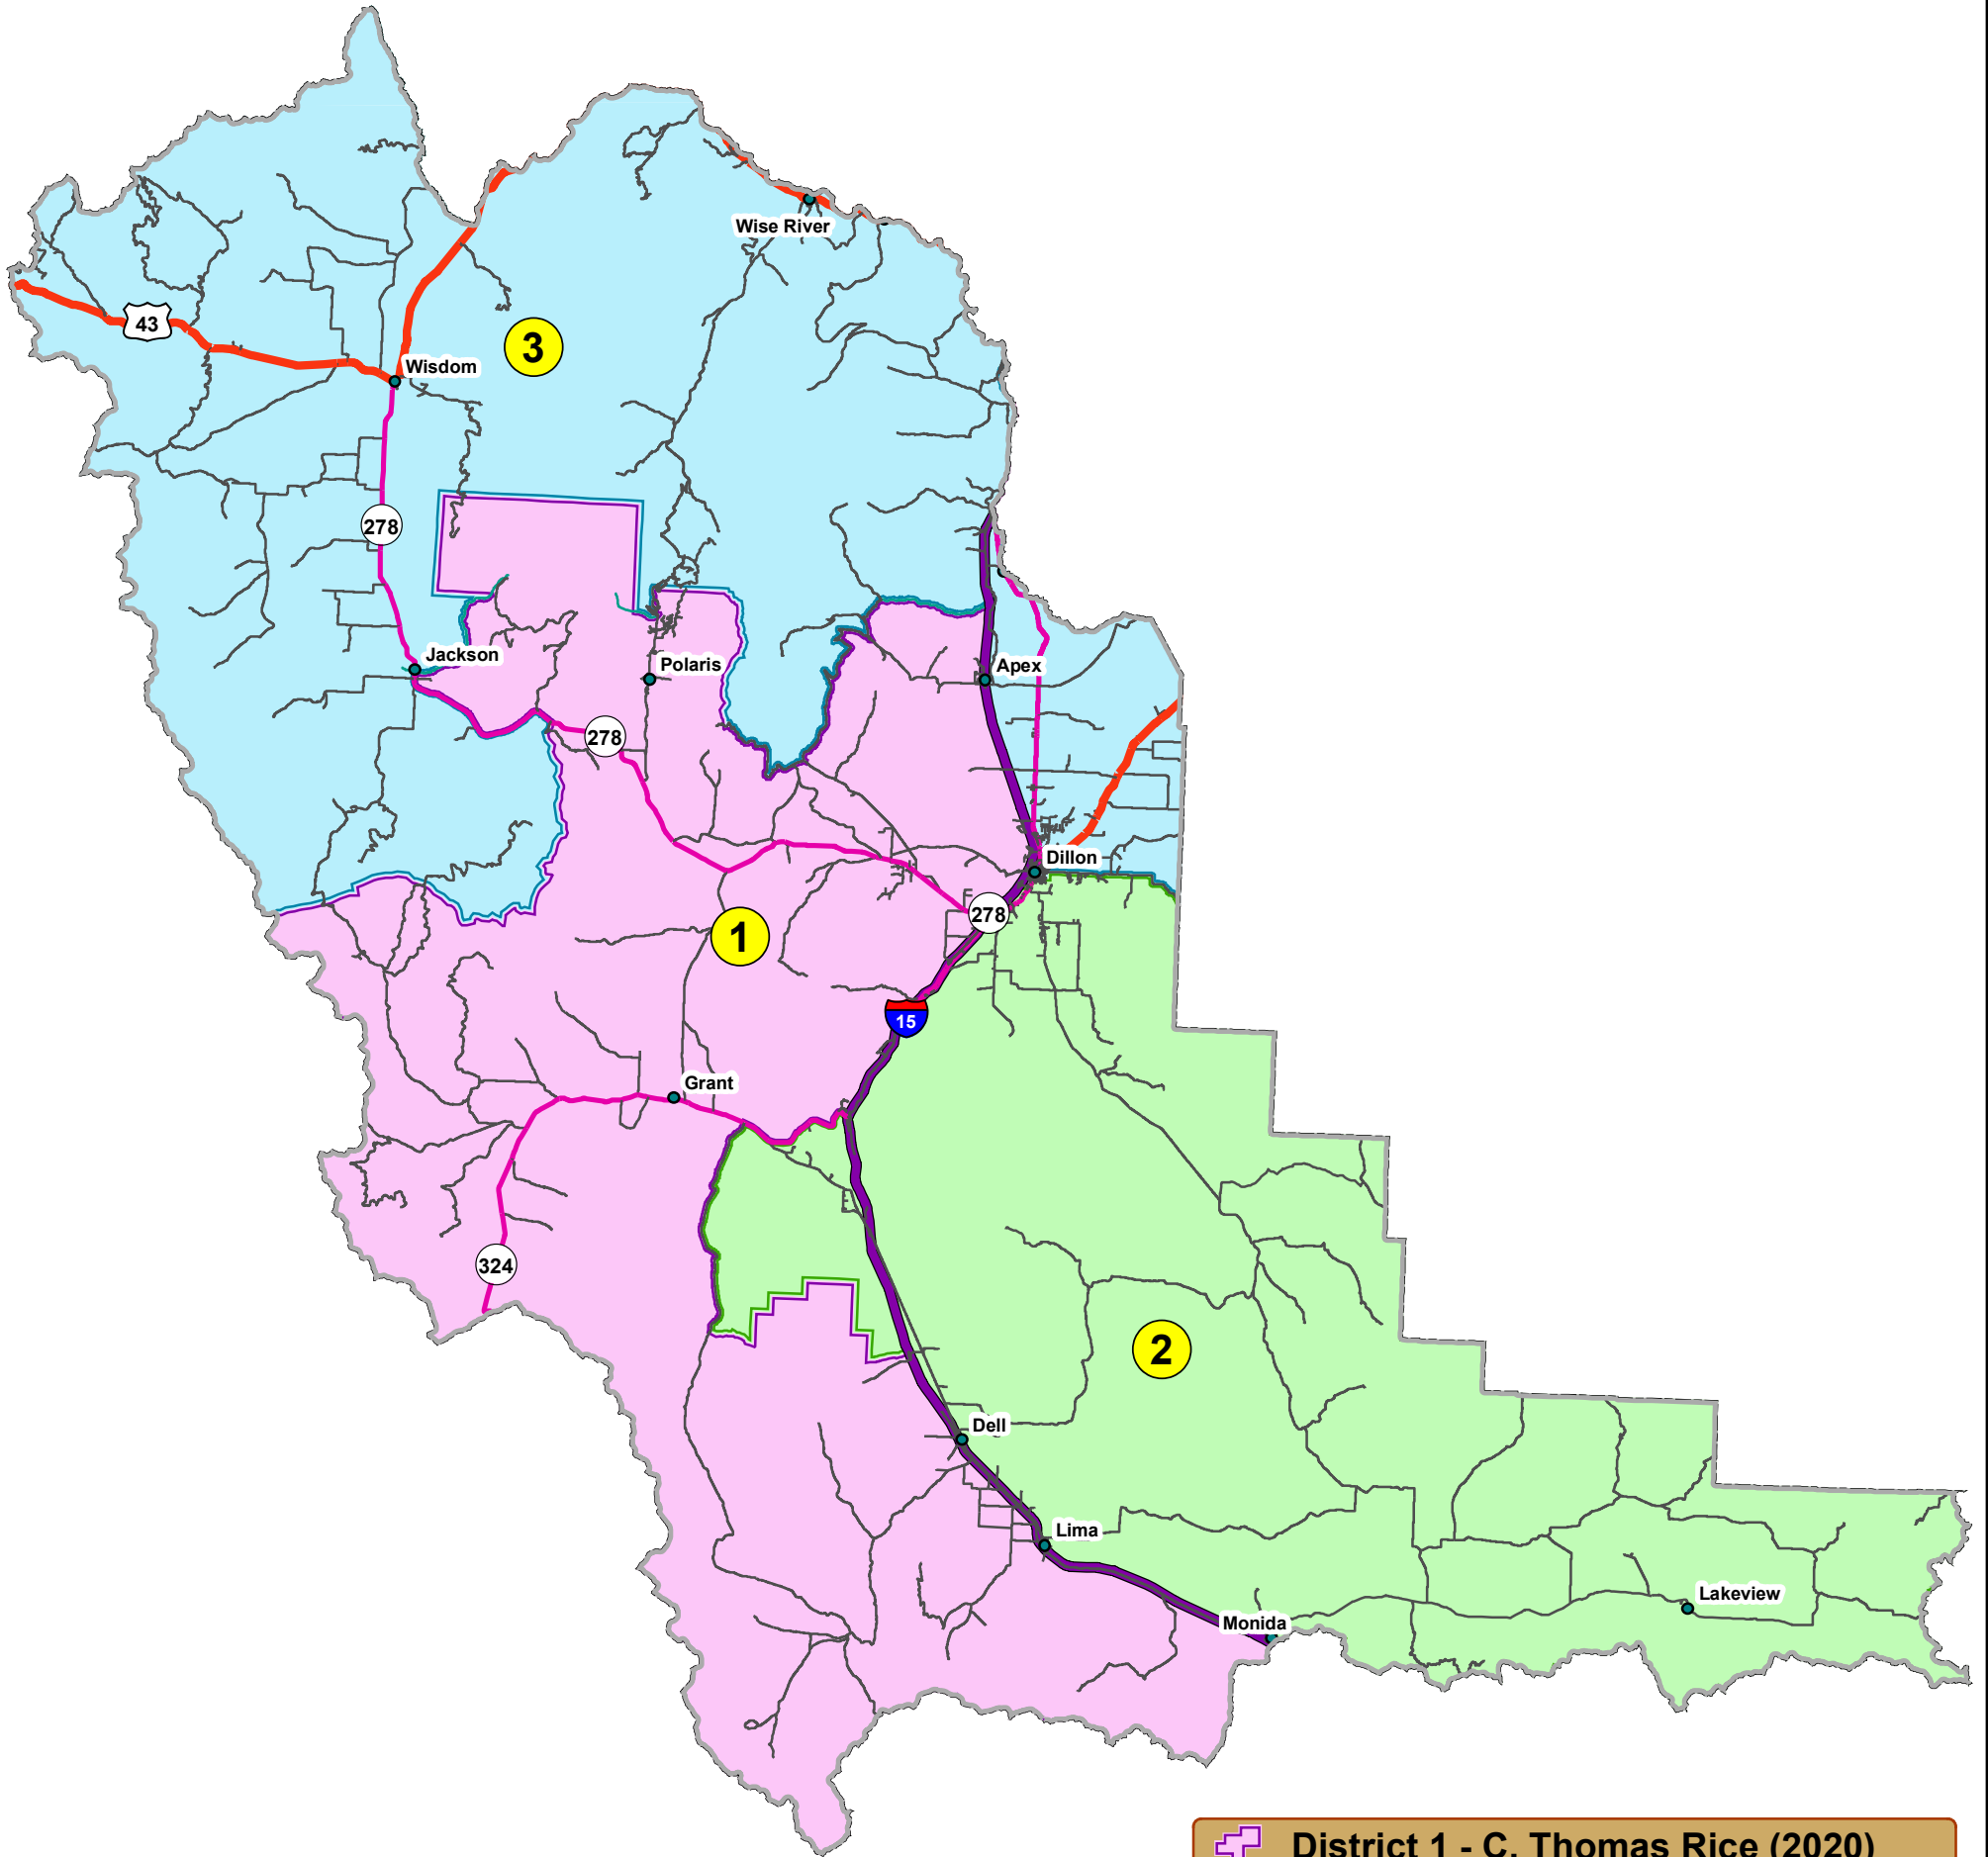 Wise River
43
3
Wisdom
278
Jackson
Polaris
Apex
278
Dillon
278
1
15
Grant
324
2
Dell
Lima
Lakeview
Monida
District 1 - C. Thomas Rice (2020)